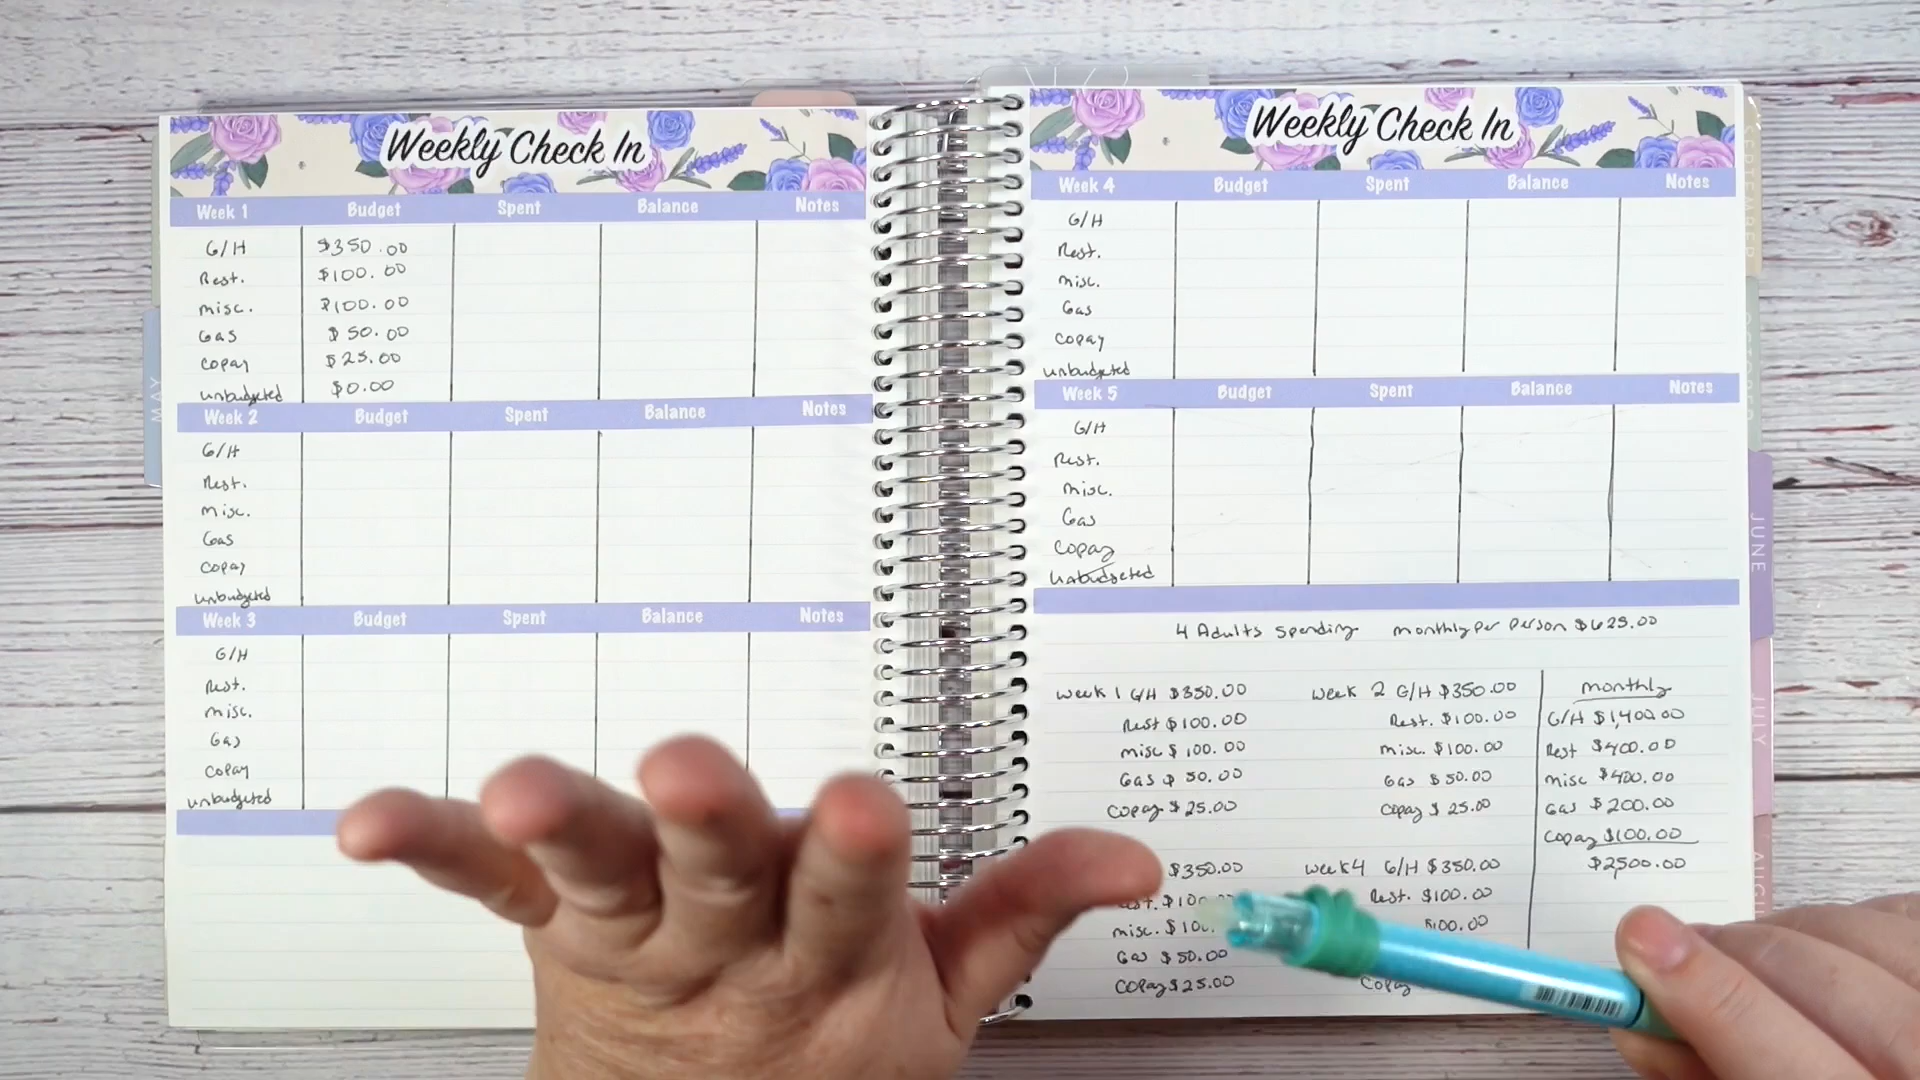 Weekly Check In
Week 1 Budget Spent Balance Notes
G/H $350.00
Rest. $100.00
misc. $100.00
Gas $50.00
Copay $25.00
unbudgeted $0.00
Week 2 Budget Spent Balance Notes
G/H
Rest.
misc.
Gas
Copay
unbudgeted
Week 3 Budget Spent Balance Notes
G/H
Rest.
misc.
Gas
Copay
unbudgeted
MAY
Weekly Check In
Week 4 Budget Spent Balance Notes
G/H
Rest.
misc.
Gas
Copay
unbudgeted
Week 5 Budget Spent Balance Notes
G/H
Rest.
misc.
Gas
Copay
unbudgeted
4 Adults spending monthly per person $625.00
week 1 G/H $350.00
Rest $100.00
misc $100.00
Gas $50.00
Copay $25.00
week 2 G/H $350.00
Rest. $100.00
misc. $100.00
Gas $50.00
Copay $25.00
$350.00
misc. $100.
Gas $50.00
Copay $25.00
week 4 G/H $350.00
Rest. $100.00
$100.00
Copay
monthly
G/H $1,400.00
Rest $400.00
misc $400.00
Gas $200.00
Copay $100.00
$2,500.00
SEPTEMBER
JUNE
JULY